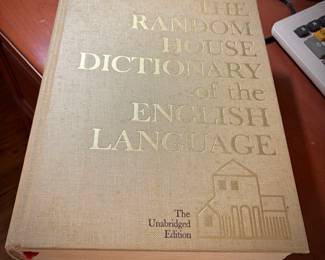 THE
RANDOM
HOUSE
DICTIONARY
of the
ENGLISH
LANGUAGE
The
Unabridged
Edition